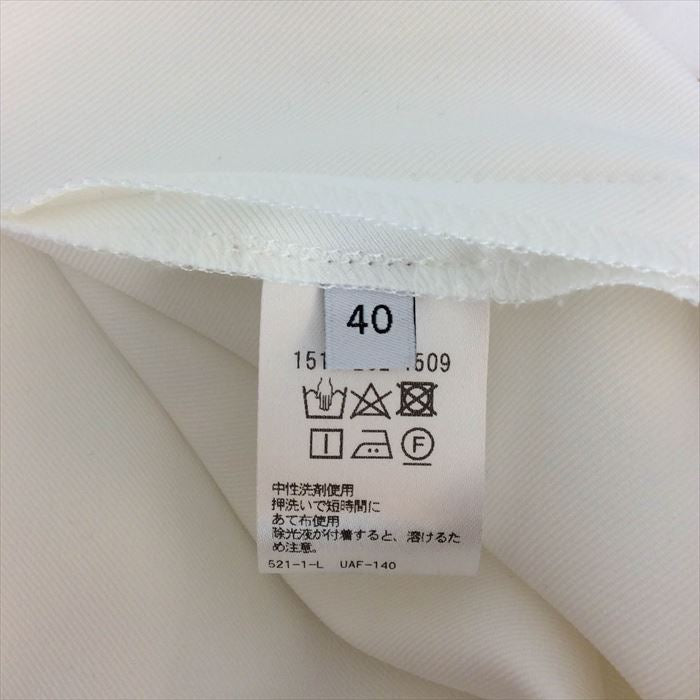 40
509
F
中性洗剤使用
押洗いで短時間に
あて布使用
除光液が付着すると、溶けるた
め注意。
521-1-L UAF-140